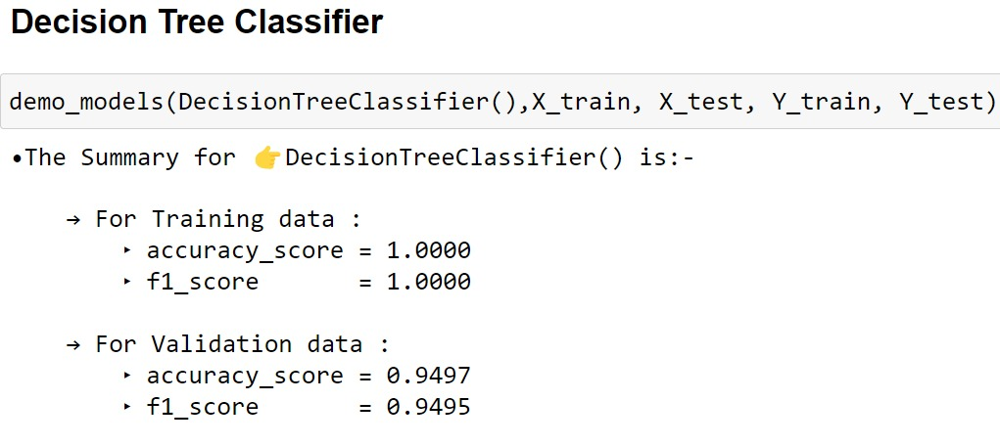 Decision Tree Classifier
demo_models(DecisionTreeClassifier(),X_train, X_test, Y_train, Y_test)
•The Summary for 👉DecisionTreeClassifier() is:-
→ For Training data :
‣ accuracy_score = 1.0000
‣ f1_score = 1.0000
→ For Validation data :
‣ accuracy_score = 0.9497
‣ f1_score = 0.9495